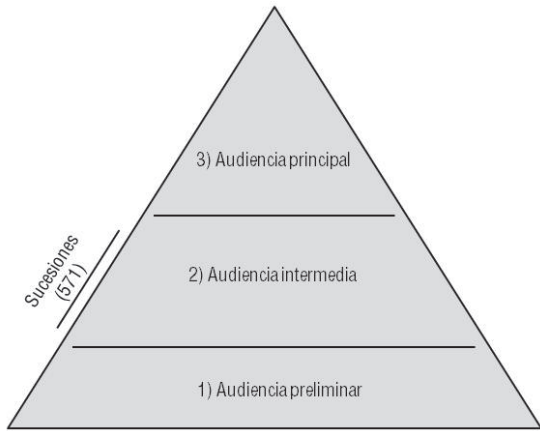 3) Audiencia principal
Sucesiones
(571)
2) Audiencia intermedia
1) Audiencia preliminar